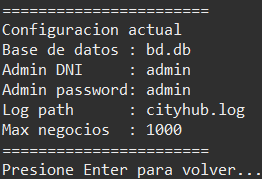 =======================
Configuracion actual
Base de datos : bd.db
Admin DNI     : admin
Admin password: admin
Log path      : cityhub.log
Max negocios  : 1000
=======================
Presione Enter para volver...